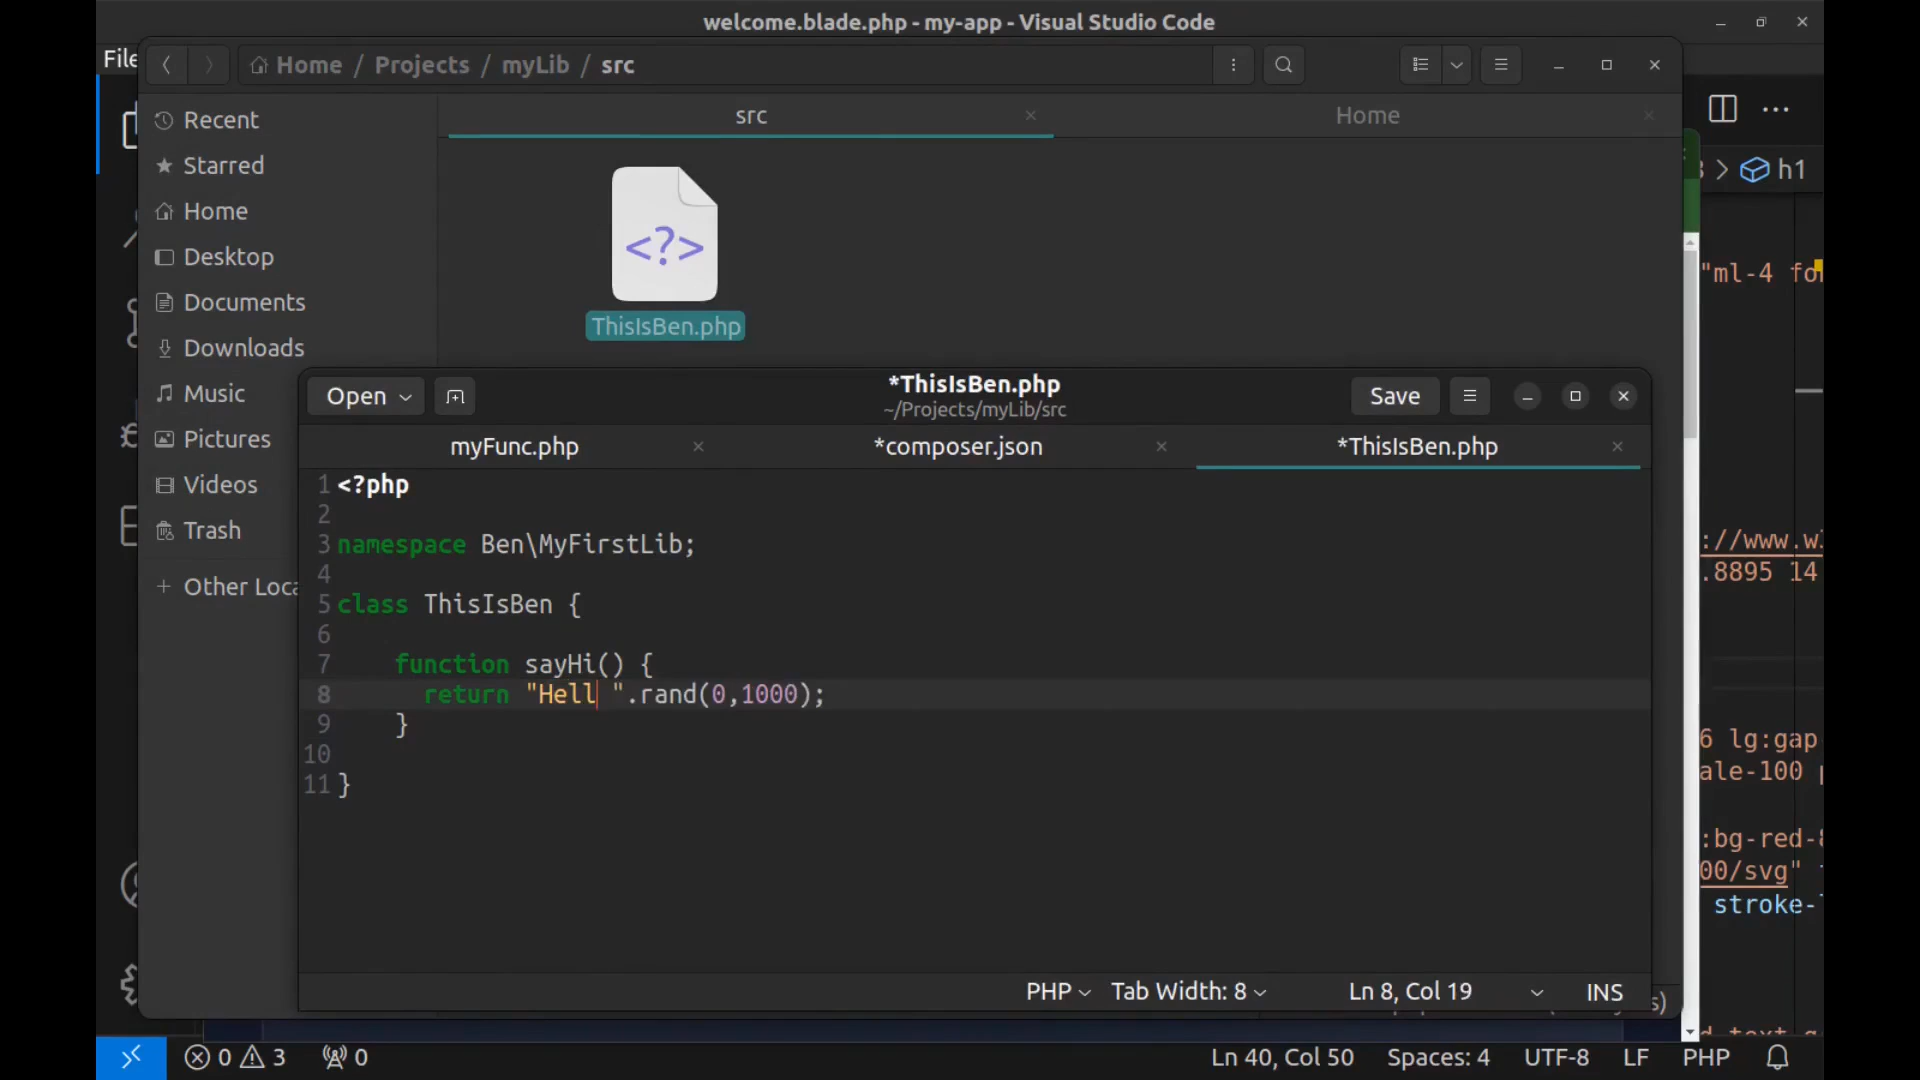 welcome.blade.php - my-app - Visual Studio Code
File
Home / Projects / myLib / src
src
Home
Recent
Starred
Home
Desktop
Documents
Downloads
Music
Pictures
Videos
Trash
+ Other Loca
<?>
ThisIsBen.php
> h1
"ml-4 fo
://www.w
.8895 14
6 lg:gap
ale-100
:bg-red-8
00/svg"
stroke-
Open
*ThisIsBen.php
~/Projects/myLib/src
Save
myFunc.php
*composer.json
*ThisIsBen.php
1 <?php
2
3 namespace Ben\MyFirstLib;
4
5 class ThisIsBen {
6
7 function sayHi() {
8 return "Hell ".rand(0,1000);
9 }
10
11 }
PHP
Tab Width: 8
Ln 8, Col 19
INS
s)
0
3
0
Ln 40, Col 50
Spaces: 4
UTF-8
LF
PHP